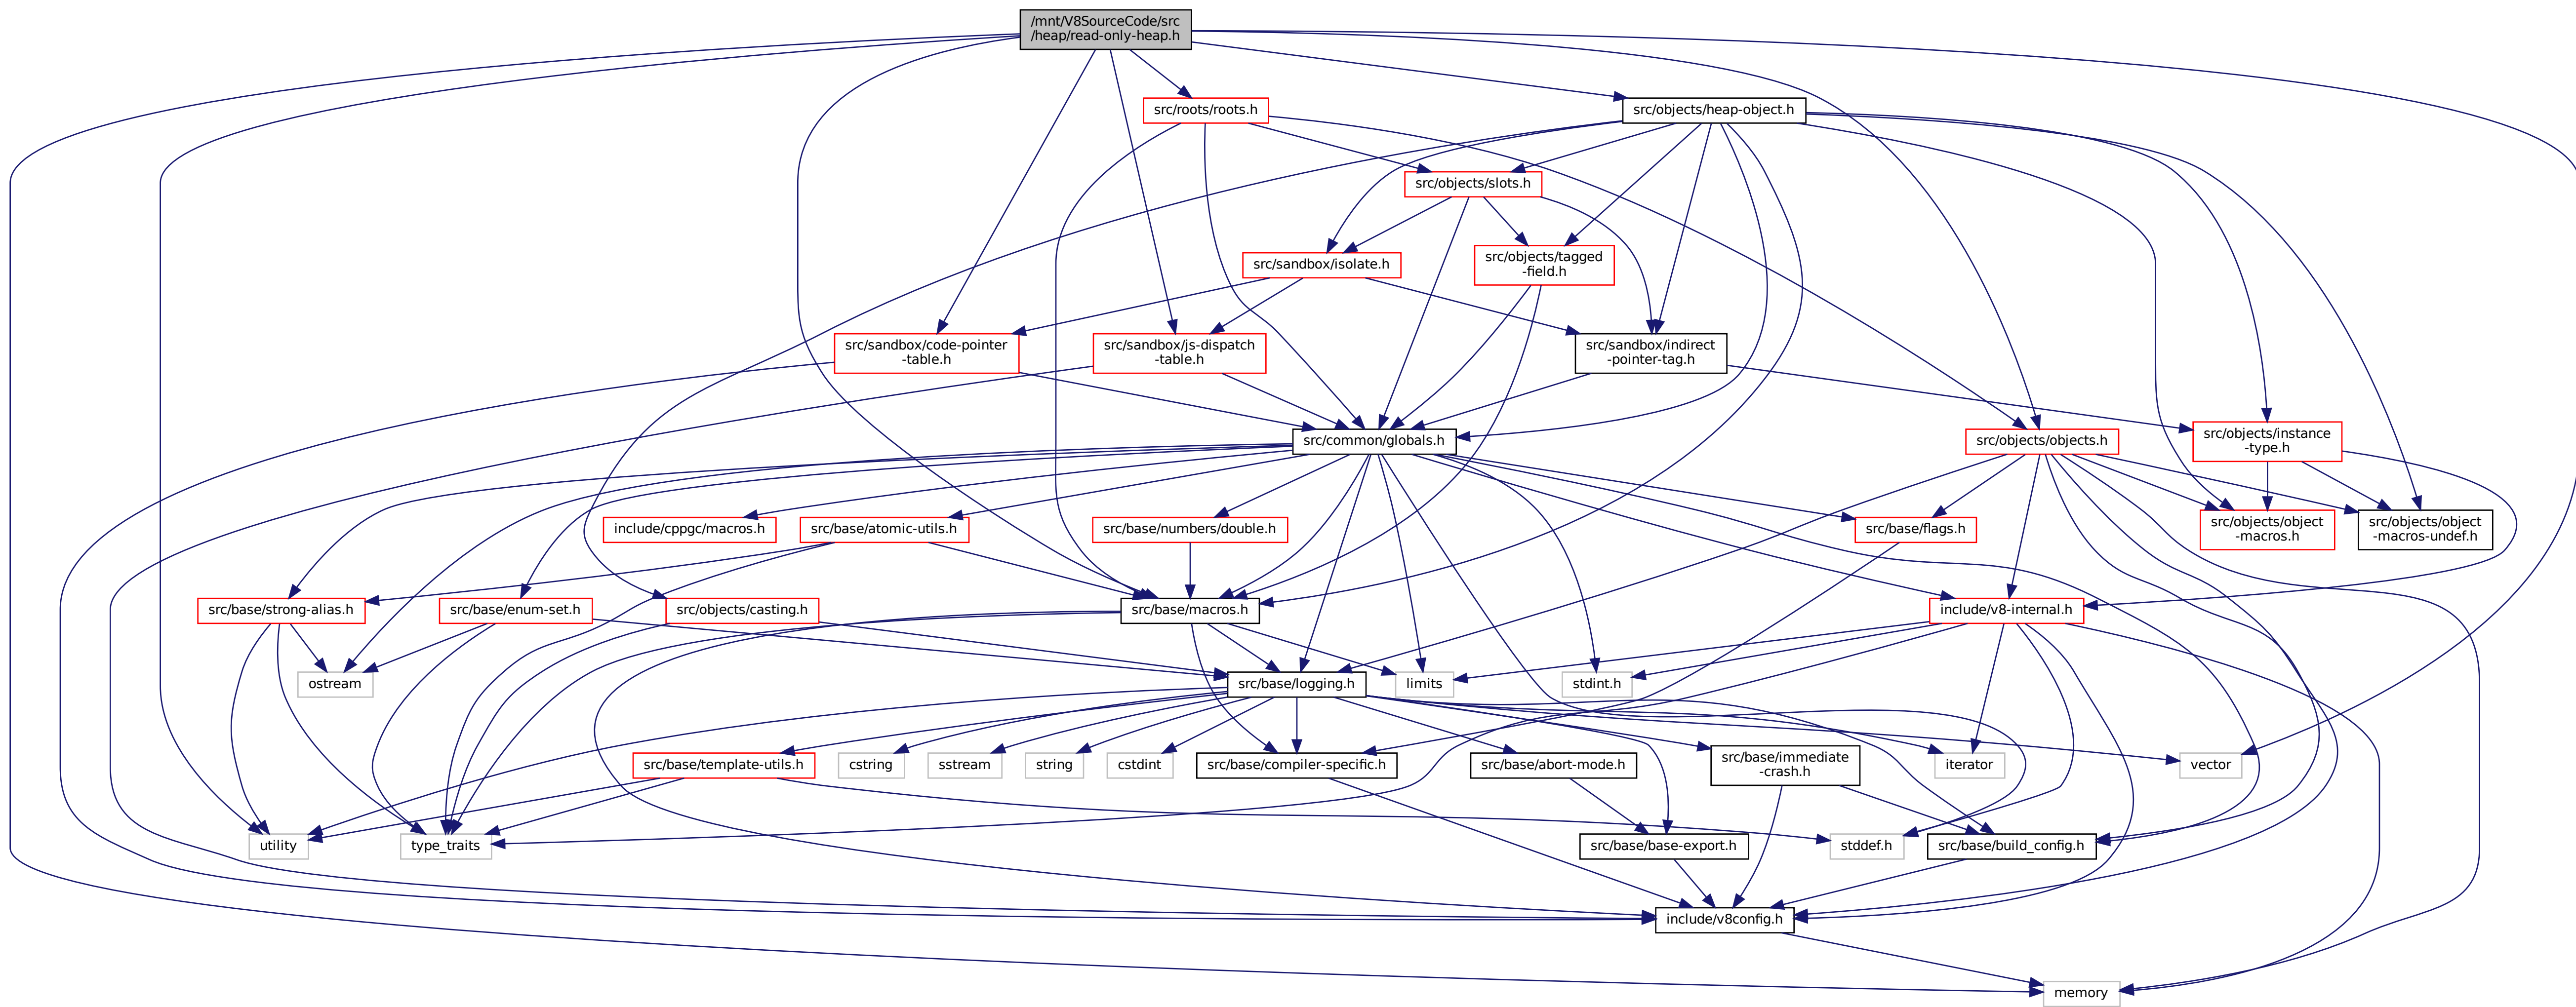 /mnt/V8SourceCode/src
/heap/read-only-heap.h
src/roots/roots.h
src/objects/heap-object.h
src/objects/slots.h
src/sandbox/isolate.h
src/objects/tagged
-field.h
src/sandbox/code-pointer
-table.h
src/sandbox/js-dispatch
-table.h
src/sandbox/indirect
-pointer-tag.h
src/common/globals.h
src/objects/objects.h
src/objects/instance
-type.h
include/cppgc/macros.h
src/base/atomic-utils.h
src/base/numbers/double.h
src/base/flags.h
src/objects/object
-macros.h
src/objects/object
-macros-undef.h
src/base/strong-alias.h
src/base/enum-set.h
src/objects/casting.h
src/base/macros.h
include/v8-internal.h
ostream
src/base/logging.h
limits
stdint.h
src/base/template-utils.h
cstring
sstream
string
cstdint
src/base/compiler-specific.h
src/base/abort-mode.h
src/base/immediate
-crash.h
iterator
vector
utility
type_traits
src/base/base-export.h
stddef.h
src/base/build_config.h
include/v8config.h
memory